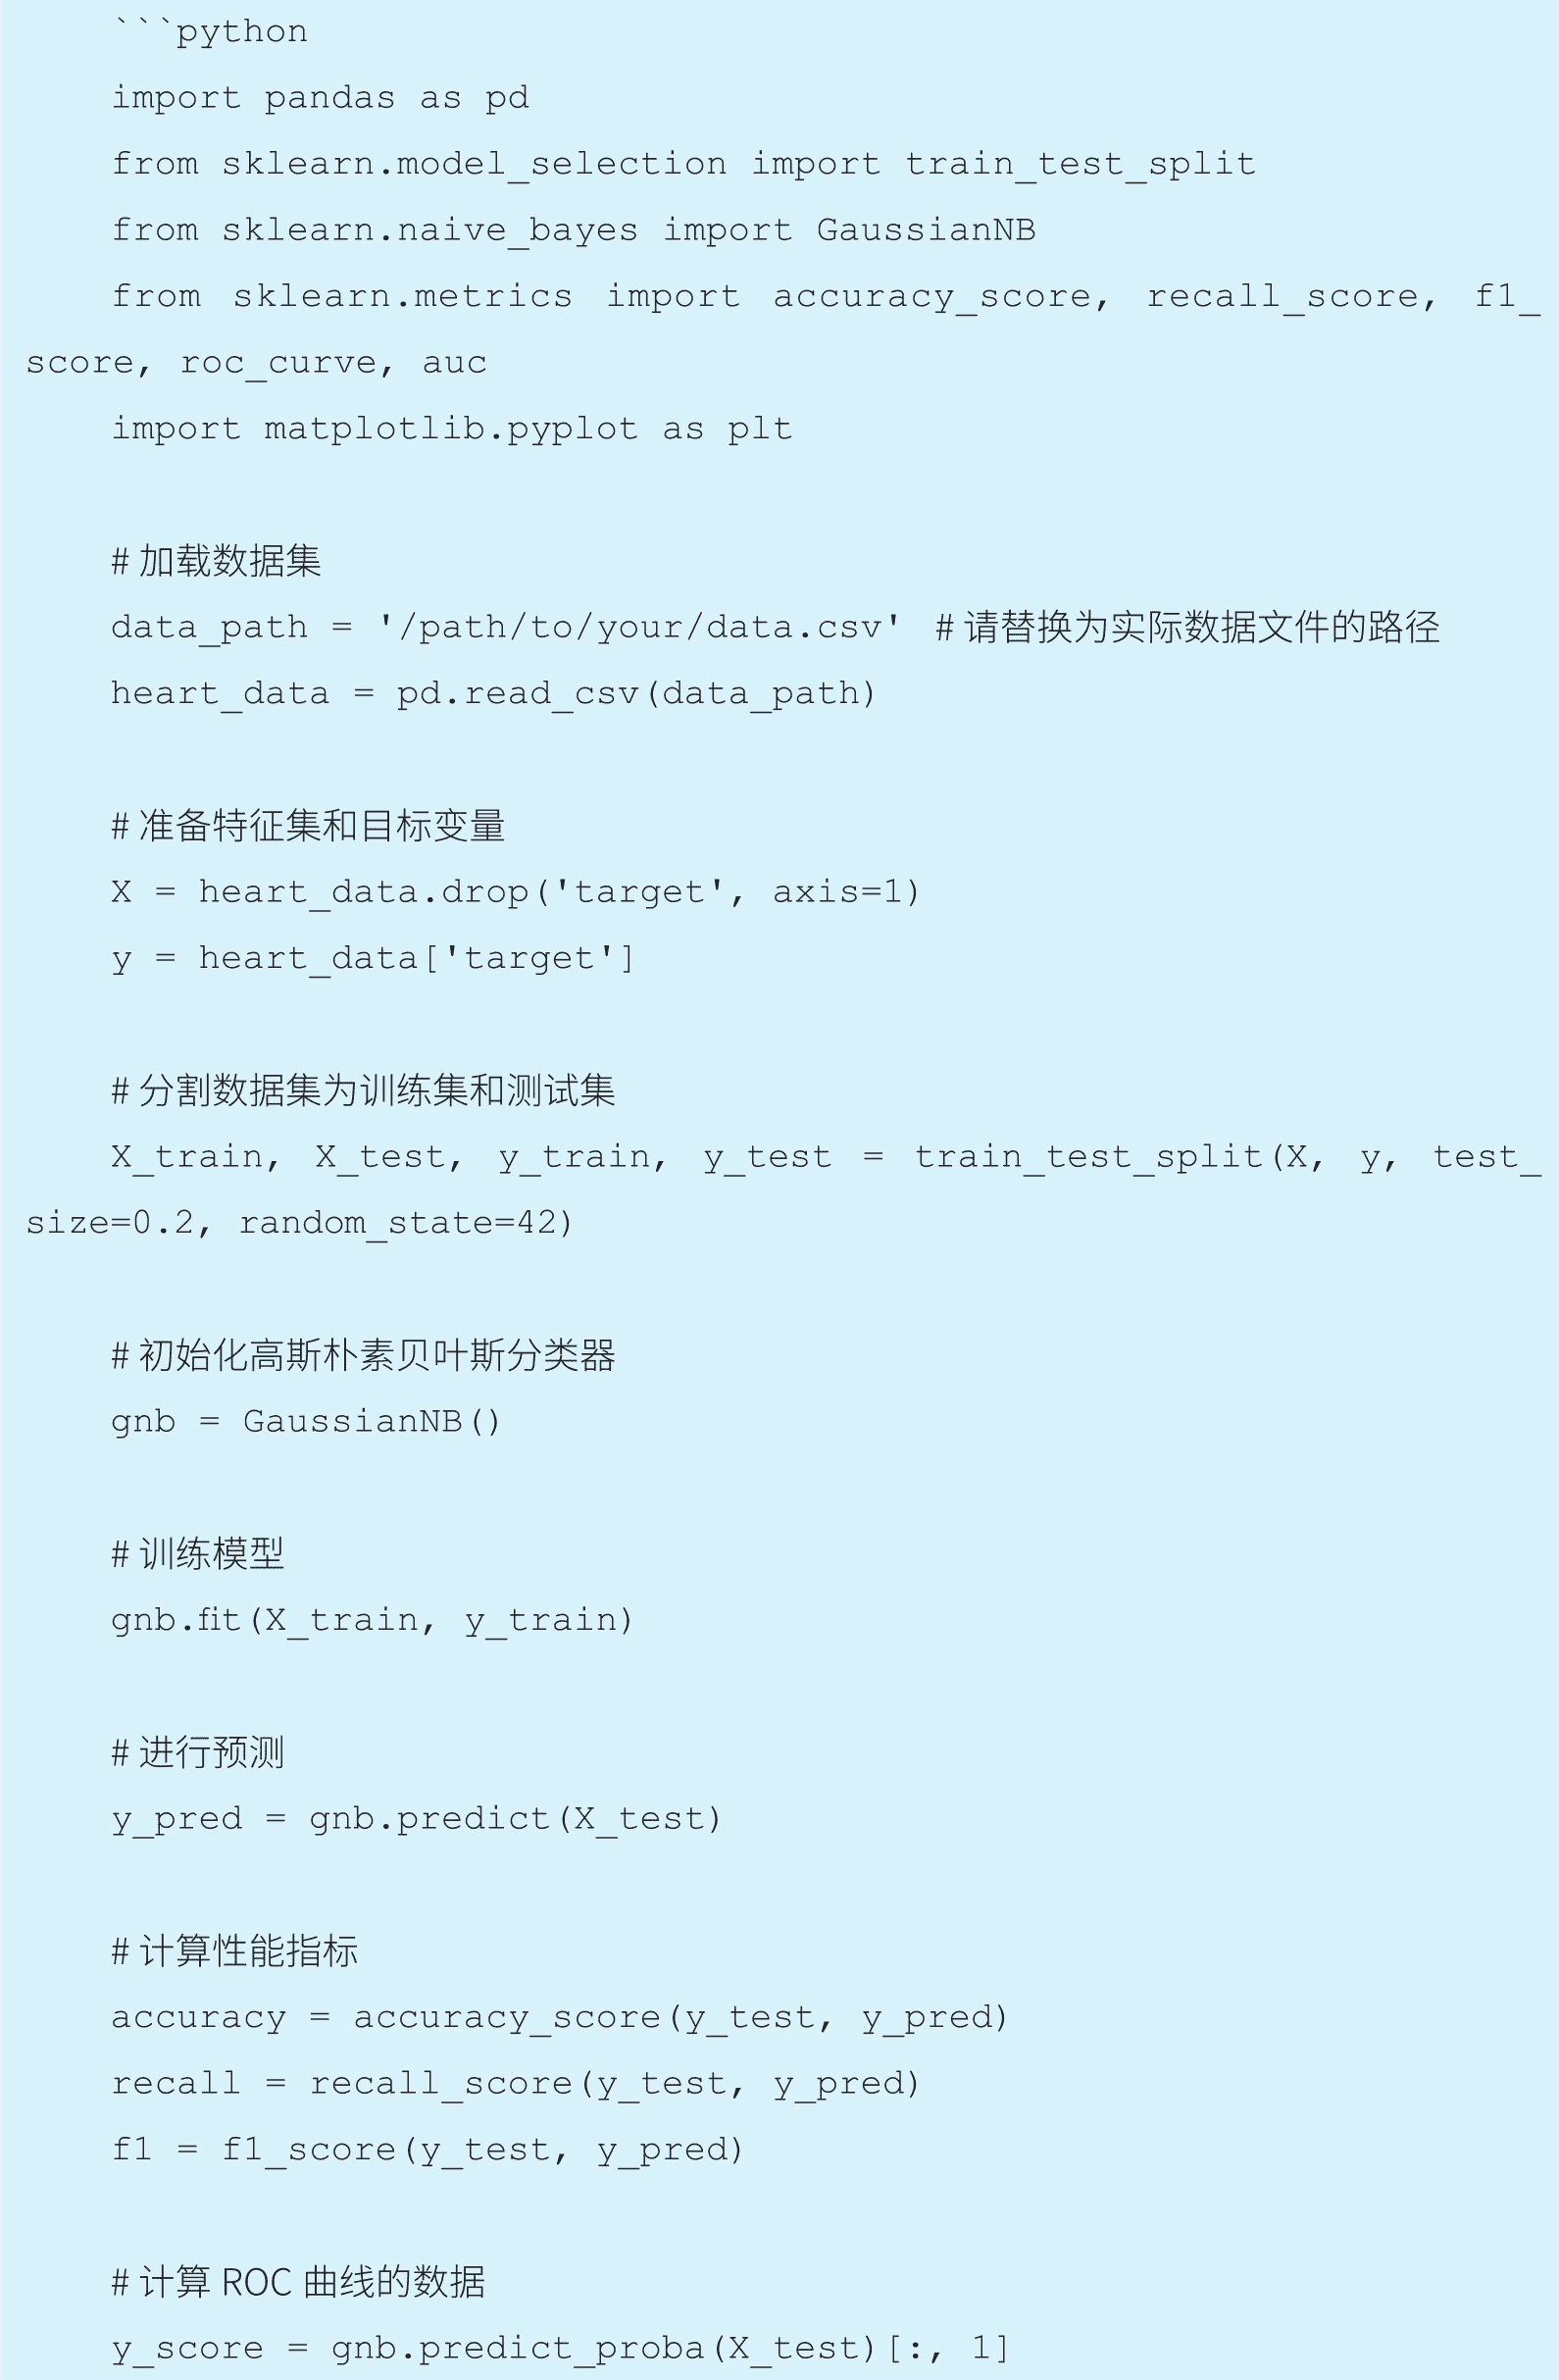 ```python
import pandas as pd
from sklearn.model_selection import train_test_split
from sklearn.naive_bayes import GaussianNB
from sklearn.metrics import accuracy_score, recall_score, f1_
score, roc_curve, auc
import matplotlib.pyplot as plt
# 加载数据集
data_path = '/path/to/your/data.csv' # 请替换为实际数据文件的路径
heart_data = pd.read_csv(data_path)
# 准备特征集和目标变量
X = heart_data.drop('target', axis=1)
y = heart_data['target']
# 分割数据集为训练集和测试集
X_train, X_test, y_train, y_test = train_test_split(X, y, test_
size=0.2, random_state=42)
# 初始化高斯朴素贝叶斯分类器
gnb = GaussianNB()
# 训练模型
gnb.fit(X_train, y_train)
# 进行预测
y_pred = gnb.predict(X_test)
# 计算性能指标
accuracy = accuracy_score(y_test, y_pred)
recall = recall_score(y_test, y_pred)
f1 = f1_score(y_test, y_pred)
# 计算 ROC 曲线的数据
y_score = gnb.predict_proba(X_test)[:, 1]